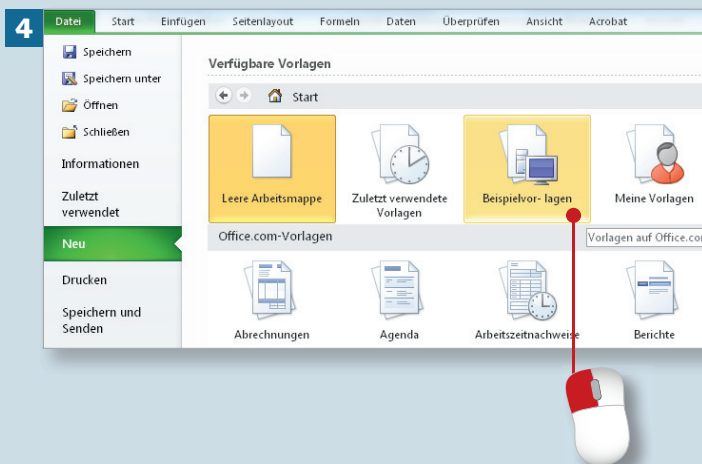 4
Datei Start Einfügen Seitenlayout Formeln Daten Überprüfen Ansicht Acrobat
Speichern
Speichern unter
Öffnen
Schließen
Informationen
Zuletzt
verwendet
Neu
Drucken
Speichern und
Senden
Verfügbare Vorlagen
Start
Leere Arbeitsmappe
Zuletzt verwendete
Vorlagen
Beispielvor- lagen
Meine Vorlagen
Office.com-Vorlagen
Vorlagen auf Office.co
Abrechnungen
Agenda
Arbeitszeitnachweise
Berichte